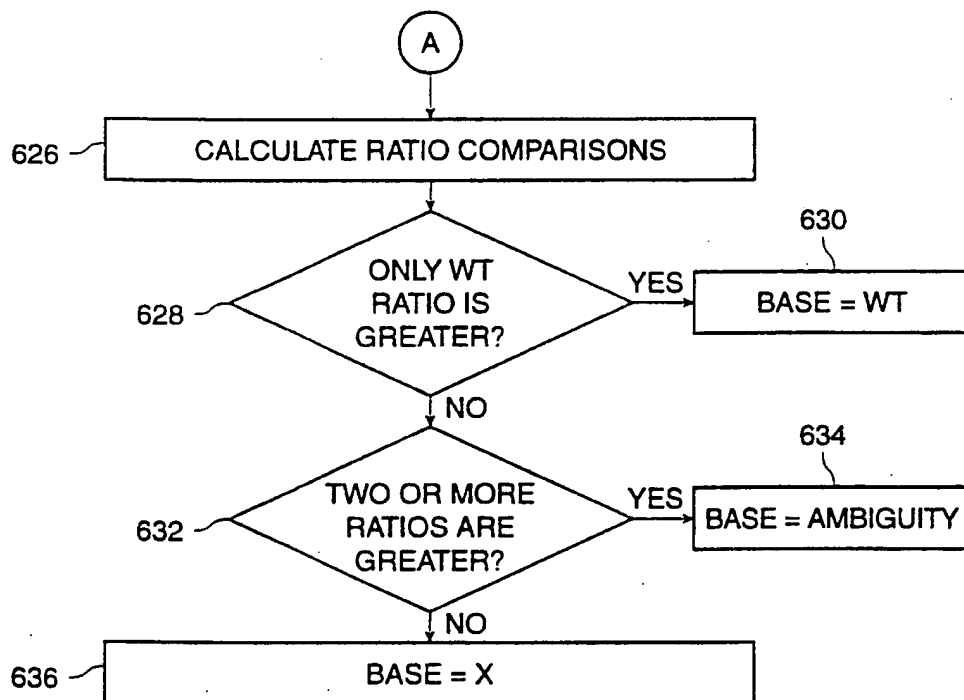 A
626
CALCULATE RATIO COMPARISONS
628
ONLY WT
RATIO IS
GREATER?
YES
630
BASE = WT
NO
632
TWO OR MORE
RATIOS ARE
GREATER?
YES
634
BASE = AMBIGUITY
NO
636
BASE = X